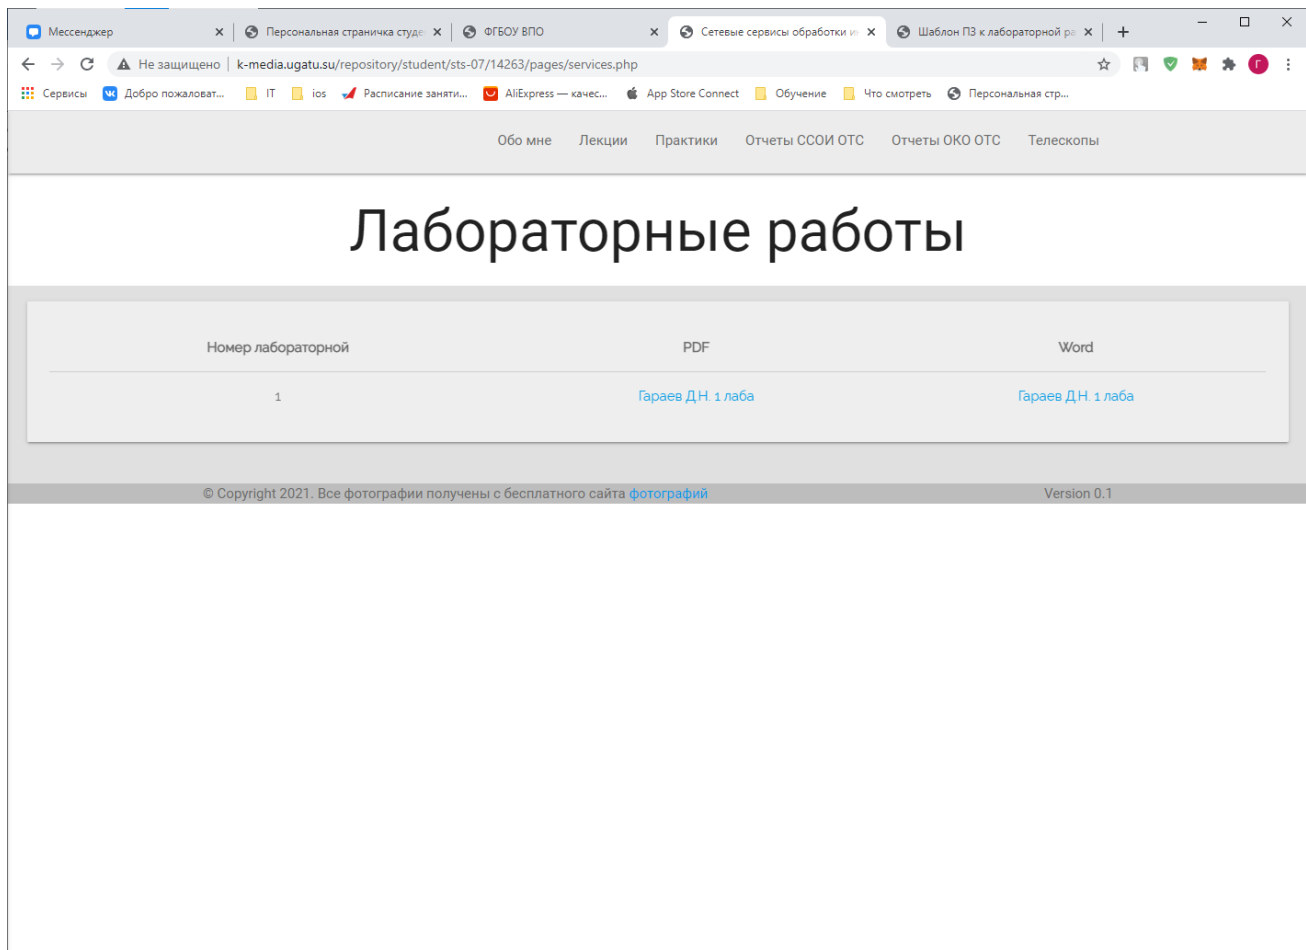 Мессенджер Персональная страничка студе ФГБОУ ВПО Сетевые сервисы обработки ин Шаблон ПЗ к лабораторной ра
Не защищено k-media.ugatu.su/repository/student/sts-07/14263/pages/services.php Г
Сервисы Добро пожаловат... IT ios Расписание заняти... AliExpress — качес... App Store Connect Обучение Что смотреть Персональная стр...
Обо мне Лекции Практики Отчеты ССОИ ОТС Отчеты ОКО ОТС Телескопы
Лабораторные работы
Номер лабораторной PDF Word
1 Гараев Д.Н. 1 лаба Гараев Д.Н. 1 лаба
© Copyright 2021. Все фотографии получены с бесплатного сайта фотографий Version 0.1